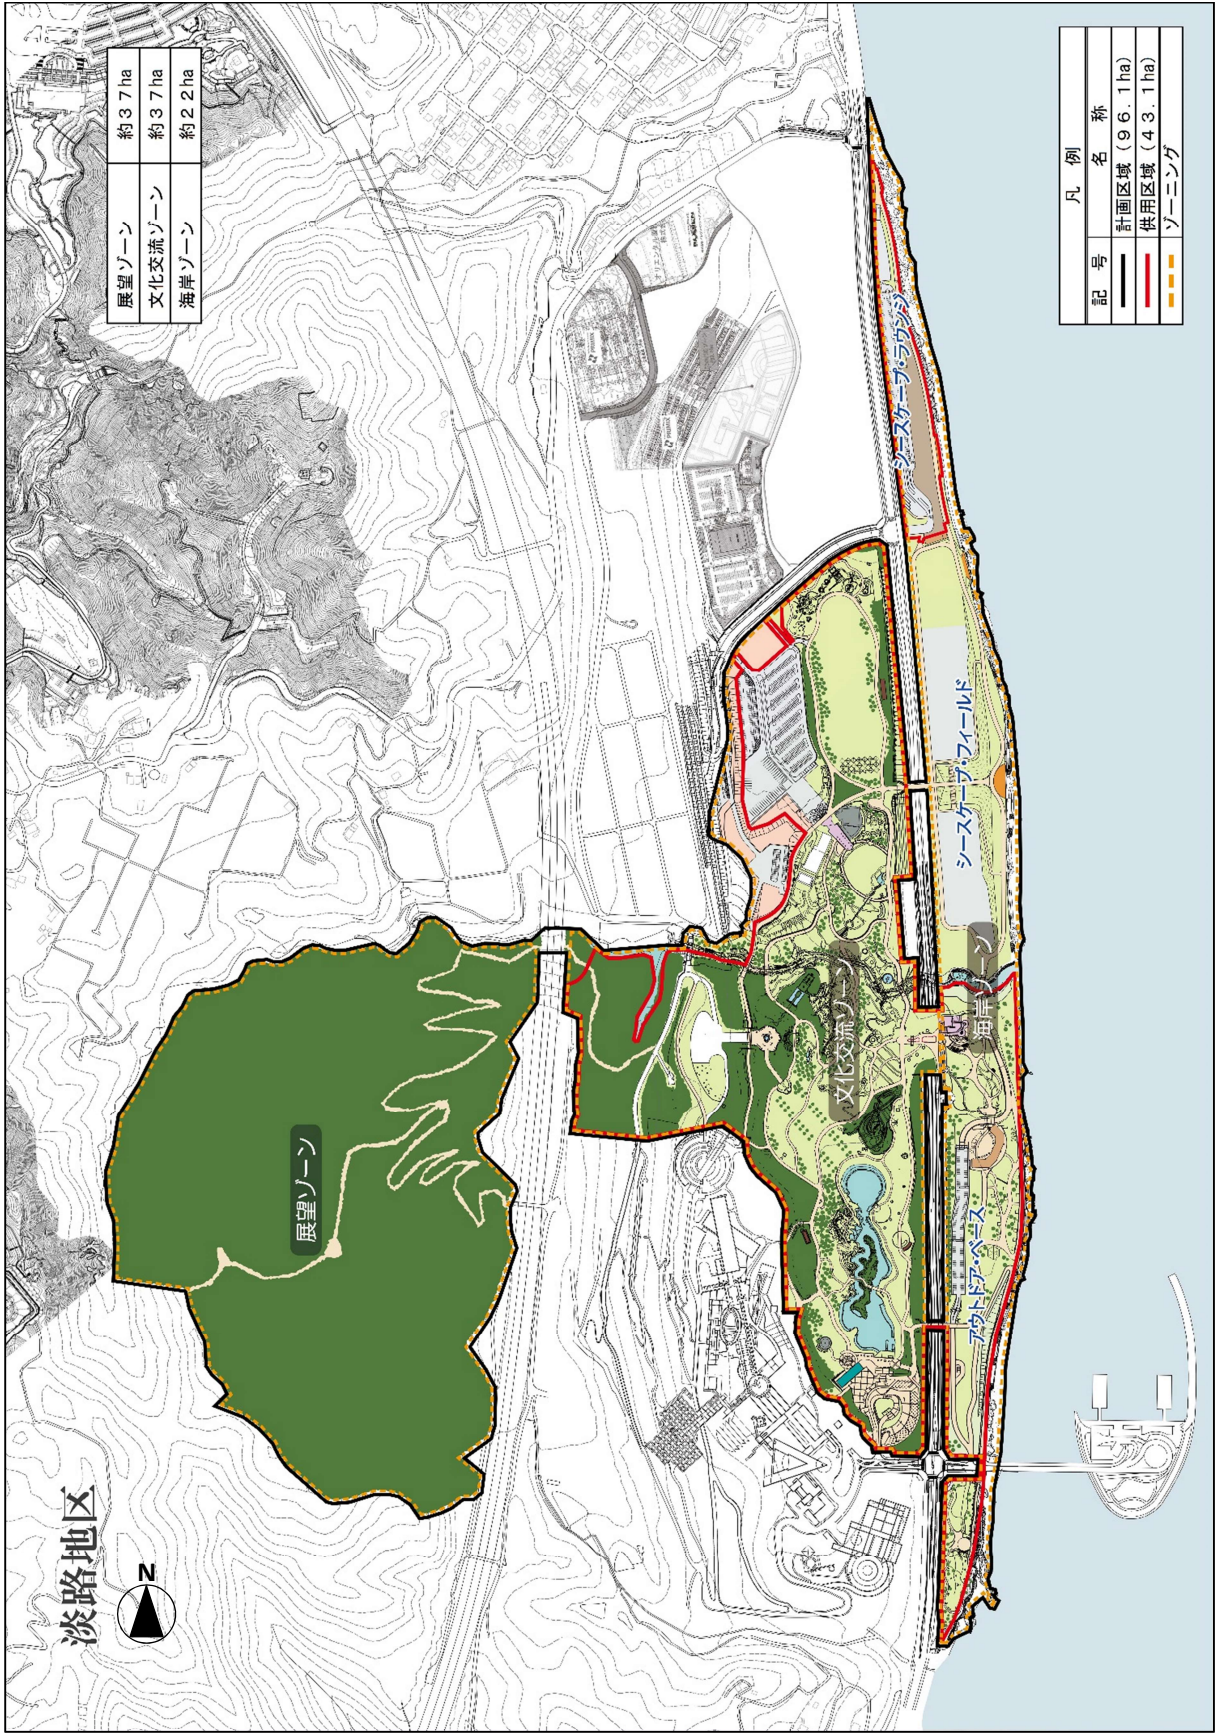 淡路地区
N
展望ゾーン 約37ha
文化交流ゾーン 約37ha
海岸ゾーン 約22ha
展望ゾーン
文化交流ゾーン
海岸ゾーン
アウトドア・ベース
シースケープ・フィールド
シースケープ・ラウンジ
凡例
記号 名称
計画区域(96.1ha)
供用区域(43.1ha)
ゾーニング